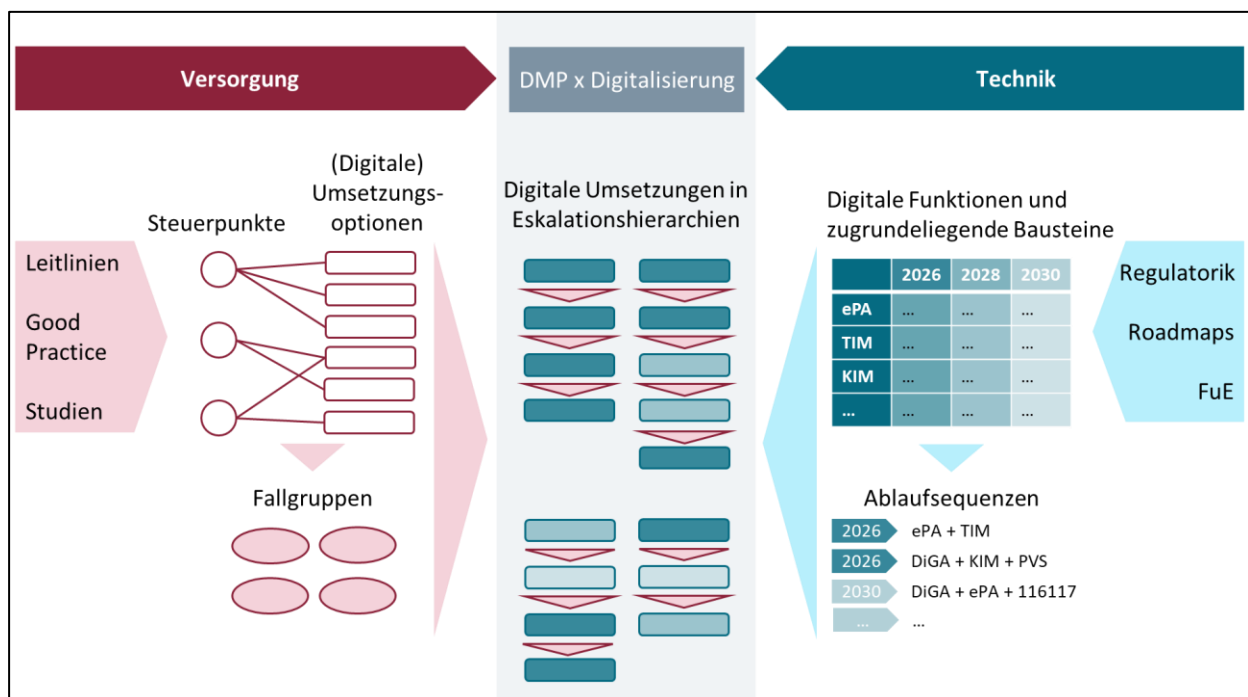 Versorgung
DMP x Digitalisierung
Technik
Leitlinien
Good
Practice
Studien
Steuerpunkte
(Digitale)
Umsetzungs-
optionen
Fallgruppen
Digitale Umsetzungen in
Eskalationshierarchien
Digitale Funktionen und
zugrundeliegende Bausteine
2026 2028 2030
ePA ... ... ...
TIM ... ... ...
KIM ... ... ...
... ... ... ...
Regulatorik
Roadmaps
FuE
Ablaufsequenzen
2026 ePA + TIM
2026 DiGA + KIM + PVS
2030 DiGA + ePA + 116117
... ...